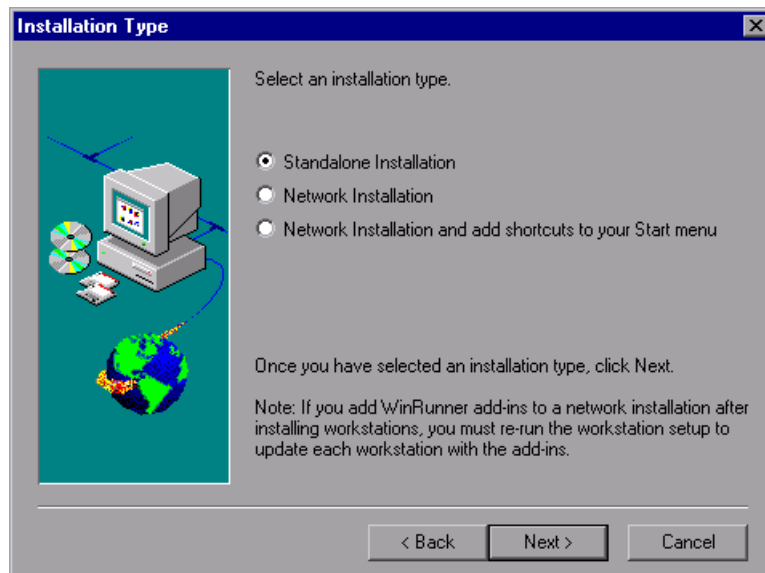 Installation Type
Select an installation type.
Standalone Installation
Network Installation
Network Installation and add shortcuts to your Start menu
Once you have selected an installation type, click Next.
Note: If you add WinRunner add-ins to a network installation after
installing workstations, you must re-run the workstation setup to
update each workstation with the add-ins.
< Back
Next >
Cancel